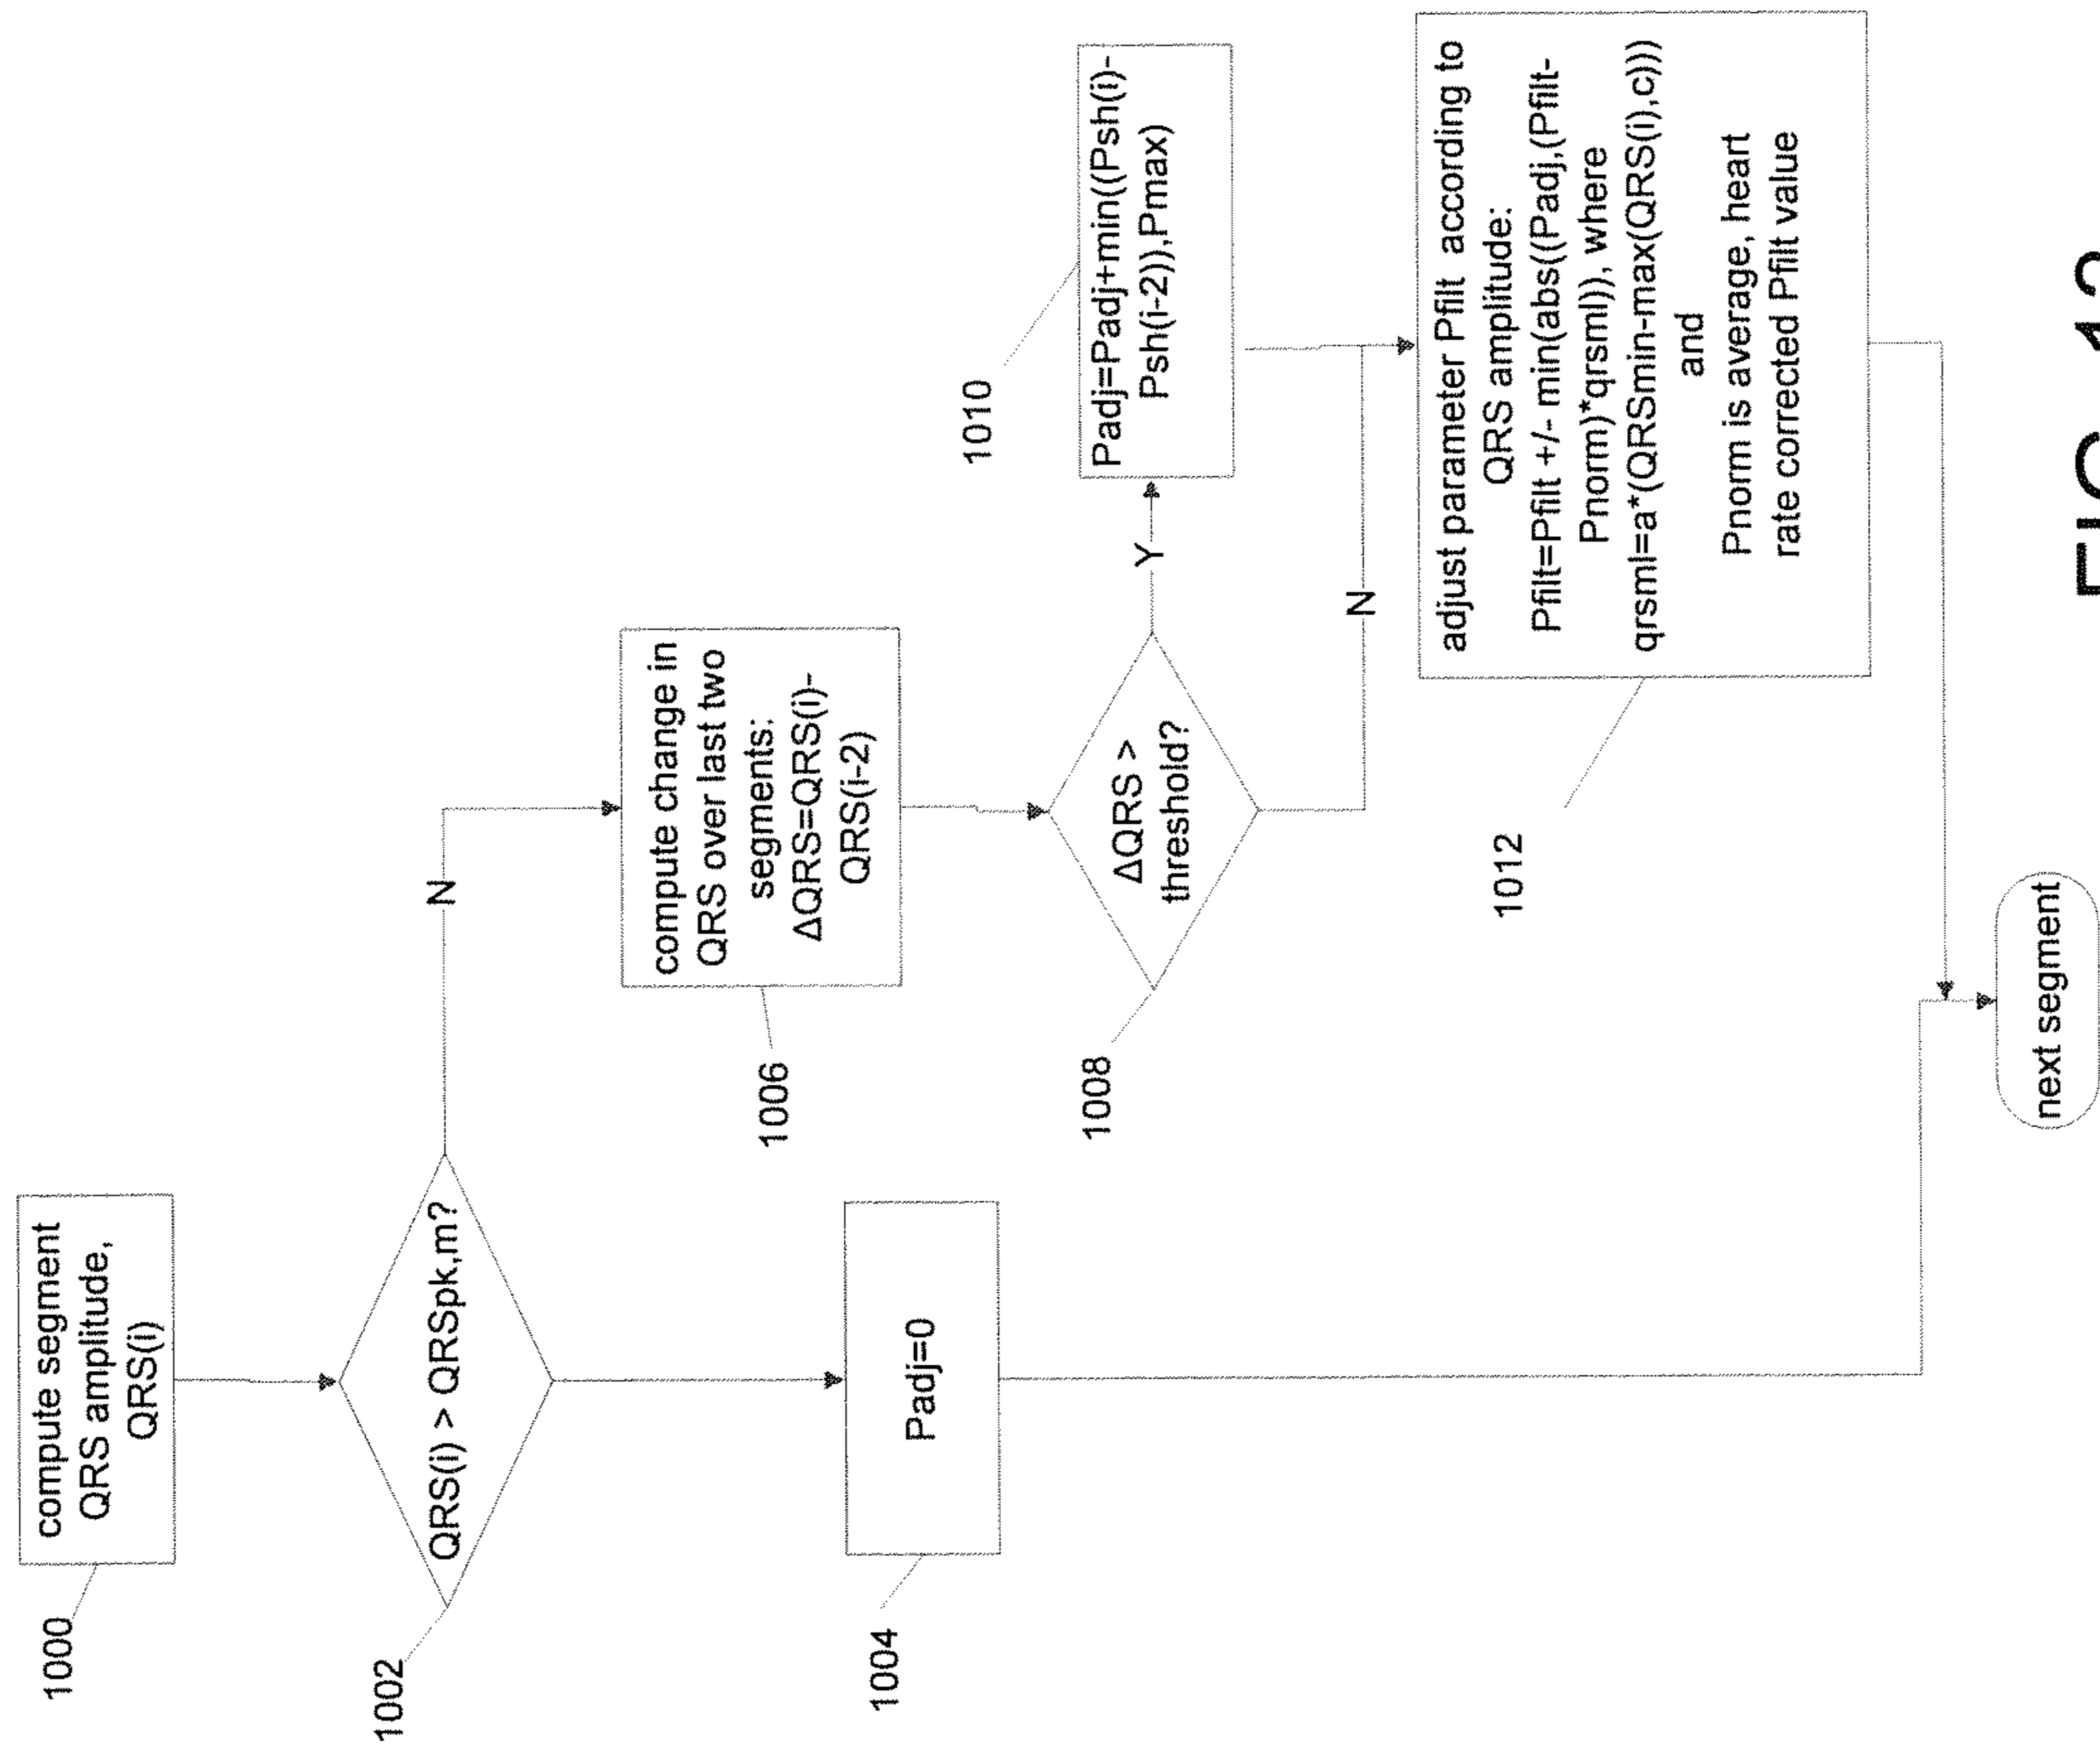 1000
compute segment
QRS amplitude,
QRS(i)
1002
QRS(i) > QRSpk,m?
N
1004
Padj=0
1006
compute change in
QRS over last two
segments:
ΔQRS=QRS(i)-
QRS(i-2)
1008
ΔQRS >
threshold?
Y
N
1010
Padj=Padj+min((Psh(i)-
Psh(i-2)),Pmax)
1012
adjust parameter Pfilt according to
QRS amplitude:
Pfilt=Pfilt +/- min(abs((Padj,(Pfilt-
Pnorm)*qrsml)), where
qrsml=a*(QRSmin-max(QRS(i),c)))
and
Pnorm is average, heart
rate corrected Pfilt value
next segment